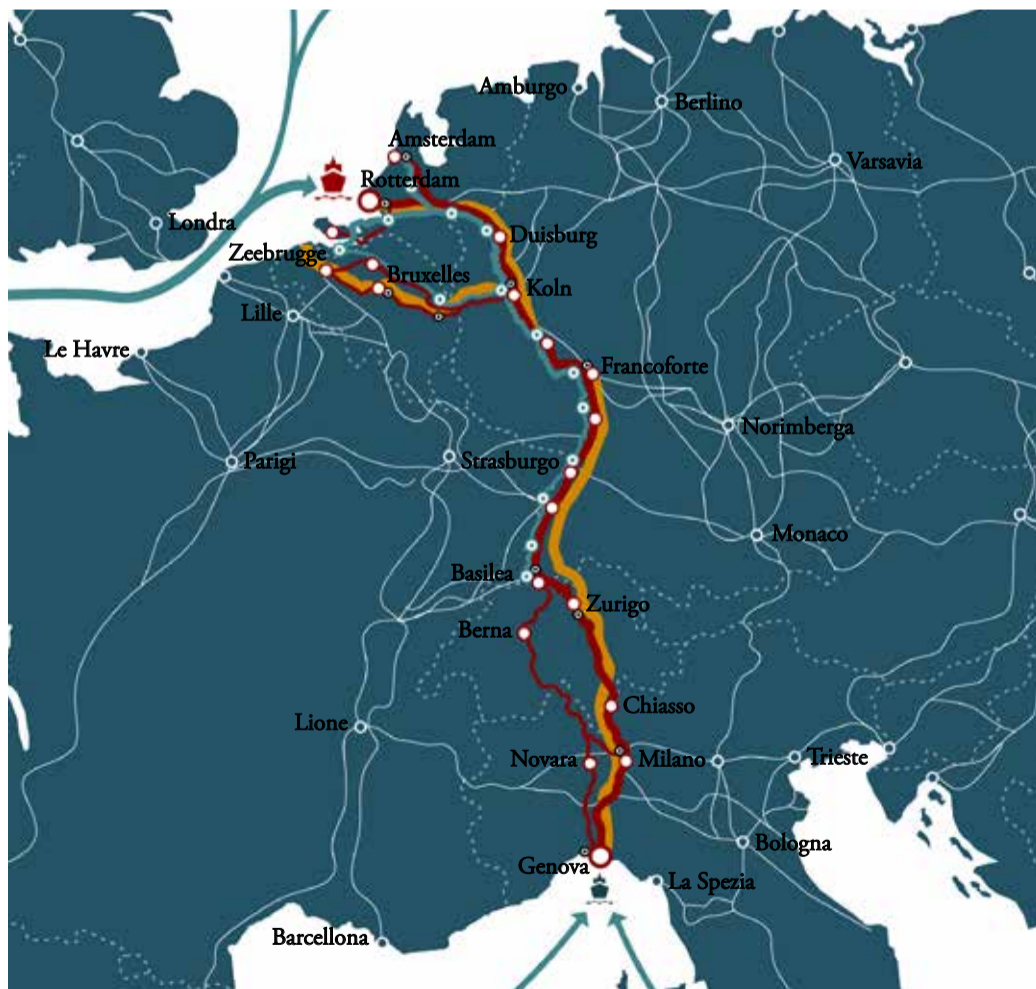 Amburgo
Berlino
Amsterdam
Varsavia
Rotterdam
Londra
Duisburg
Zeebrugge
Bruxelles
Koln
Lille
Le Havre
Francoforte
Norimberga
Parigi
Strasburgo
Monaco
Basilea
Zurigo
Berna
Chiasso
Lione
Novara
Milano
Trieste
Bologna
Genova
La Spezia
Barcellona